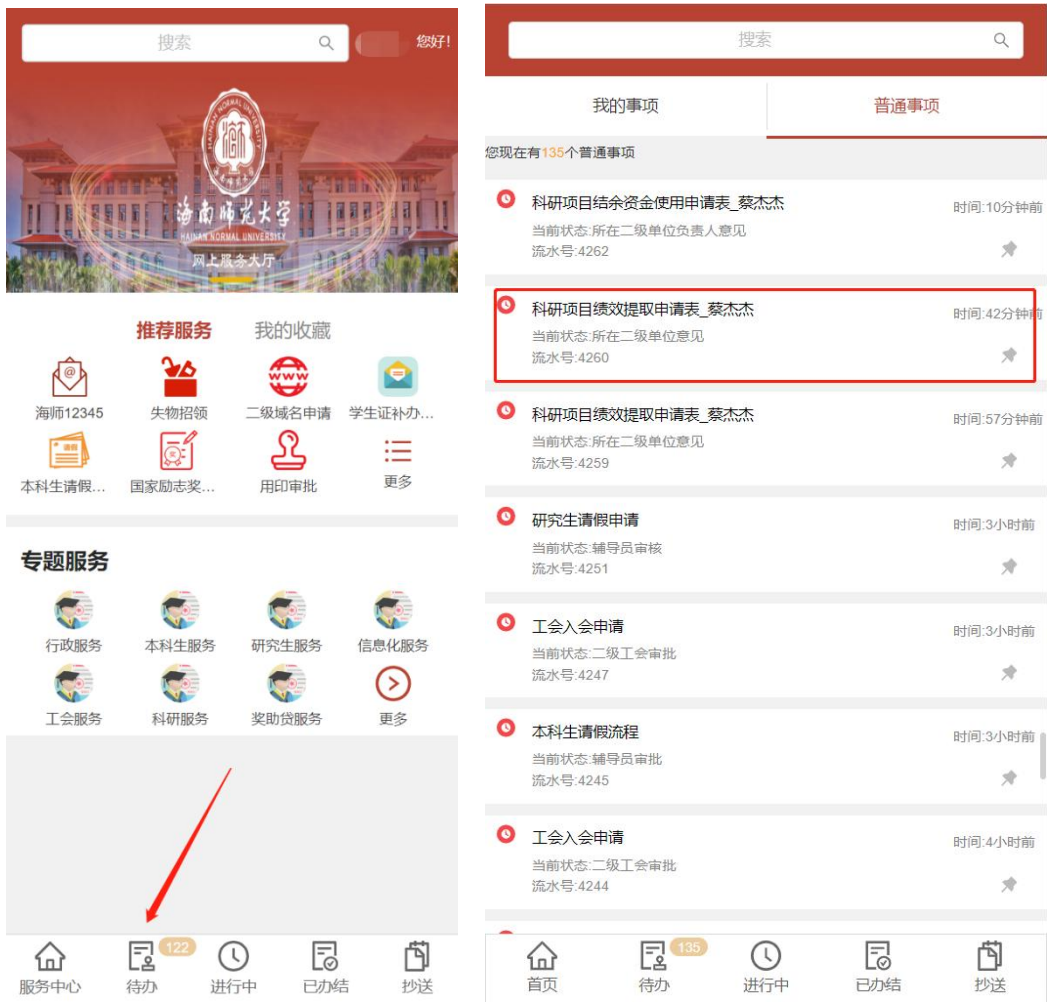 搜索
您好!
HAINAN NORMAL UNIVERSITY
海南师范大学
HAINAN NORMAL UNIVERSITY
网上服务大厅
推荐服务 我的收藏
海师12345 失物招领 二级域名申请 学生证补办...
本科生请假... 国家励志奖... 用印审批 更多
专题服务
行政服务 本科生服务 研究生服务 信息化服务
工会服务 科研服务 奖助贷服务 更多
122
服务中心 待办 进行中 已办结 抄送
搜索
我的事项 普通事项
您现在有135个普通事项
科研项目结余资金使用申请表_蔡杰杰 时间:10分钟前
当前状态:所在二级单位负责人意见
流水号:4262
科研项目绩效提取申请表_蔡杰杰 时间:42分钟前
当前状态:所在二级单位意见
流水号:4260
科研项目绩效提取申请表_蔡杰杰 时间:57分钟前
当前状态:所在二级单位意见
流水号:4259
研究生请假申请 时间:3小时前
当前状态:辅导员审核
流水号:4251
工会入会申请 时间:3小时前
当前状态:二级工会审批
流水号:4247
本科生请假流程 时间:3小时前
当前状态:辅导员审批
流水号:4245
工会入会申请 时间:4小时前
当前状态:二级工会审批
流水号:4244
135
首页 待办 进行中 已办结 抄送